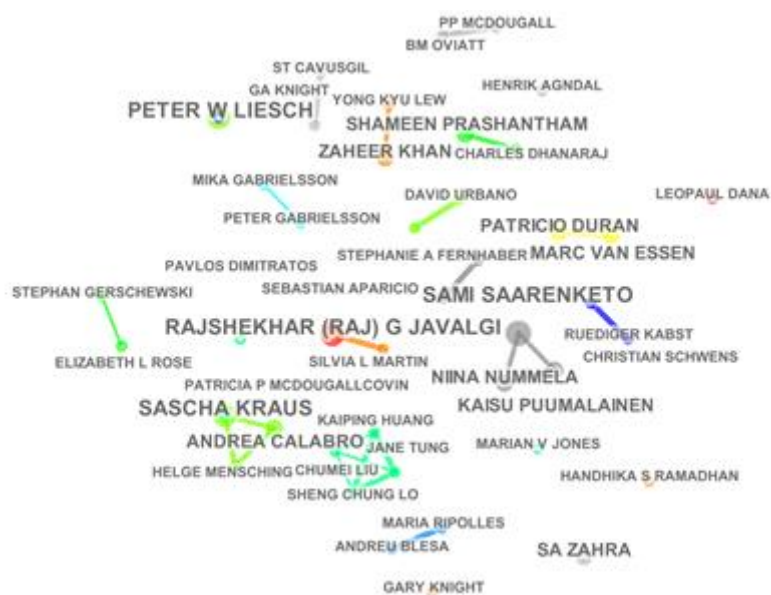 PP MCDOUGALL
BM OVIATT
ST CAVUSGIL
HENRIK AGNDAL
GA KNIGHT
YONG KYU LEW
PETER W LIESCH
SHAMEEN PRASHANTHAM
ZAHEER KHAN
CHARLES DHANARAJ
MIKA GABRIELSSON
DAVID URBANO
LEOPAUL DANA
PETER GABRIELSSON
PATRICIO DURAN
STEPHANIE A FERNHABER
MARC VAN ESSEN
PAVLOS DIMITRATOS
SEBASTIAN APARICIO
STEPHAN GERSCHEWSKI
SAMI SAARENKETO
RAJSHEKHAR (RAJ) G JAVALGI
RUEDIGER KABST
ELIZABETH L ROSE
SILVIA L MARTIN
CHRISTIAN SCHWENS
NIINA NUMMELA
PATRICIA P MCDOUGALLCOVIN
KAISU PUUMALAINEN
SASCHA KRAUS
KAIPING HUANG
ANDREA CALABRO
JANE TUNG
MARIAN V JONES
HELGE MENSCHING
CHUMEI LIU
HANDHIKA S RAMADHAN
SHENG CHUNG LO
MARIA RIPOLLES
ANDREU BLESA
SA ZAHRA
GARY KNIGHT